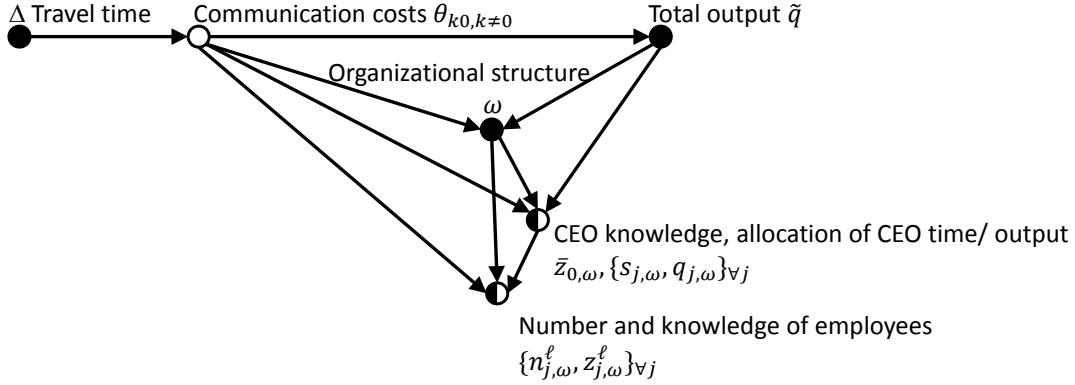 Δ Travel time
Communication costs θ_{k0,k≠0}
Total output q̃
Organizational structure
ω
CEO knowledge, allocation of CEO time/ output
z̄_{0,ω}, {s_{j,ω}, q_{j,ω}}_{∀j}
Number and knowledge of employees
{n^ℓ_{j,ω}, z^ℓ_{j,ω}}_{∀j}